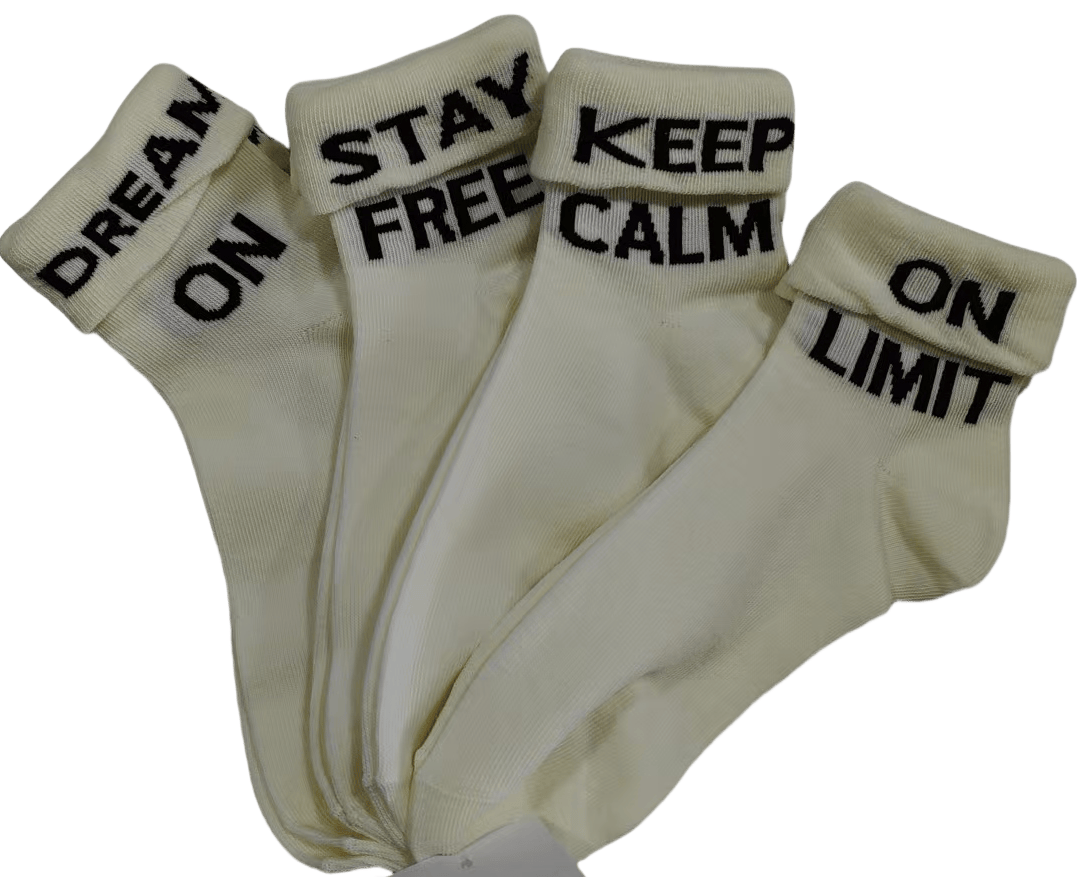 DREAM
ON
STAY
FREE
KEEP
CALM
ON
LIMIT